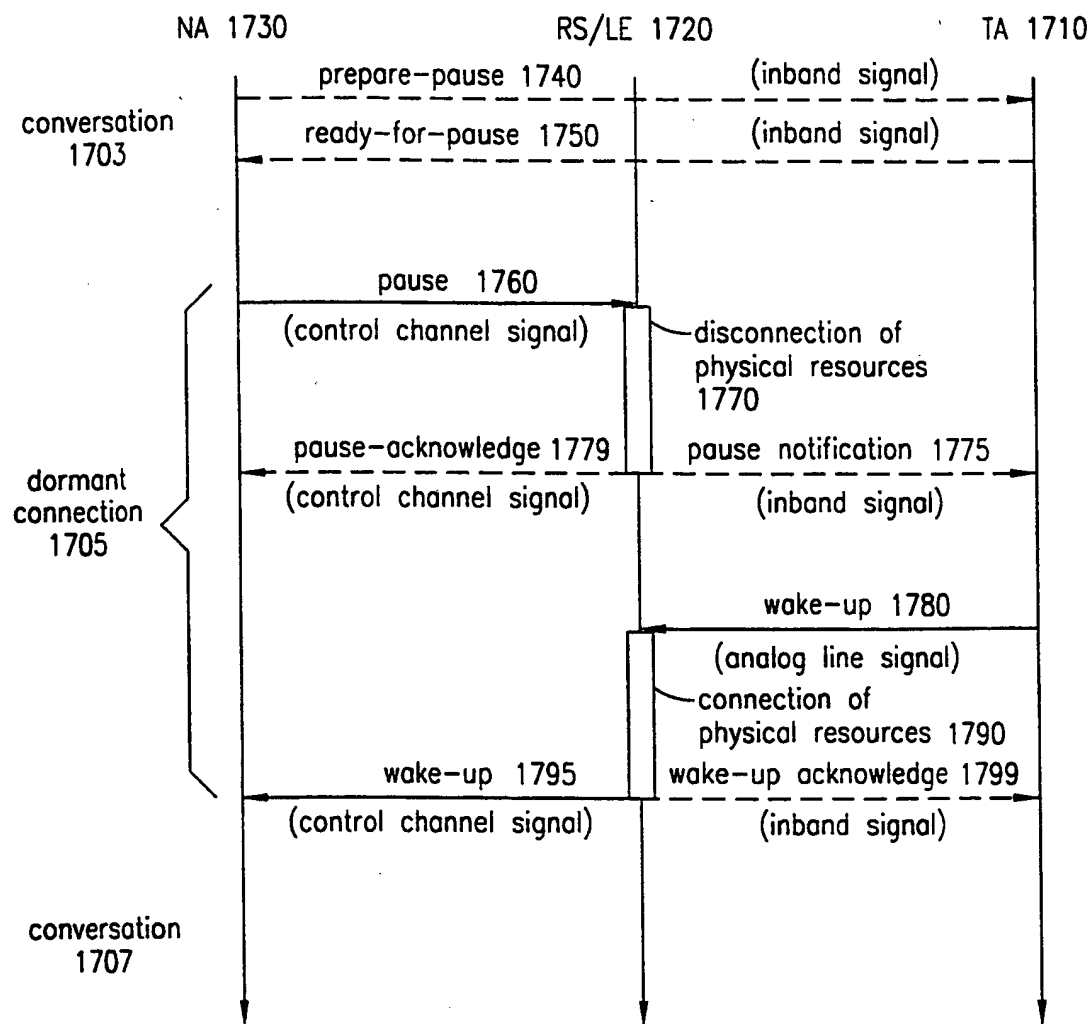 NA 1730 RS/LE 1720 TA 1710
prepare-pause 1740 (inband signal)
conversation
1703
ready-for-pause 1750 (inband signal)
pause 1760
(control channel signal)
disconnection of
physical resources
1770
pause-acknowledge 1779 pause notification 1775
(control channel signal) (inband signal)
dormant
connection
1705
wake-up 1780
(analog line signal)
connection of
physical resources 1790
wake-up 1795 wake-up acknowledge 1799
(control channel signal) (inband signal)
conversation
1707